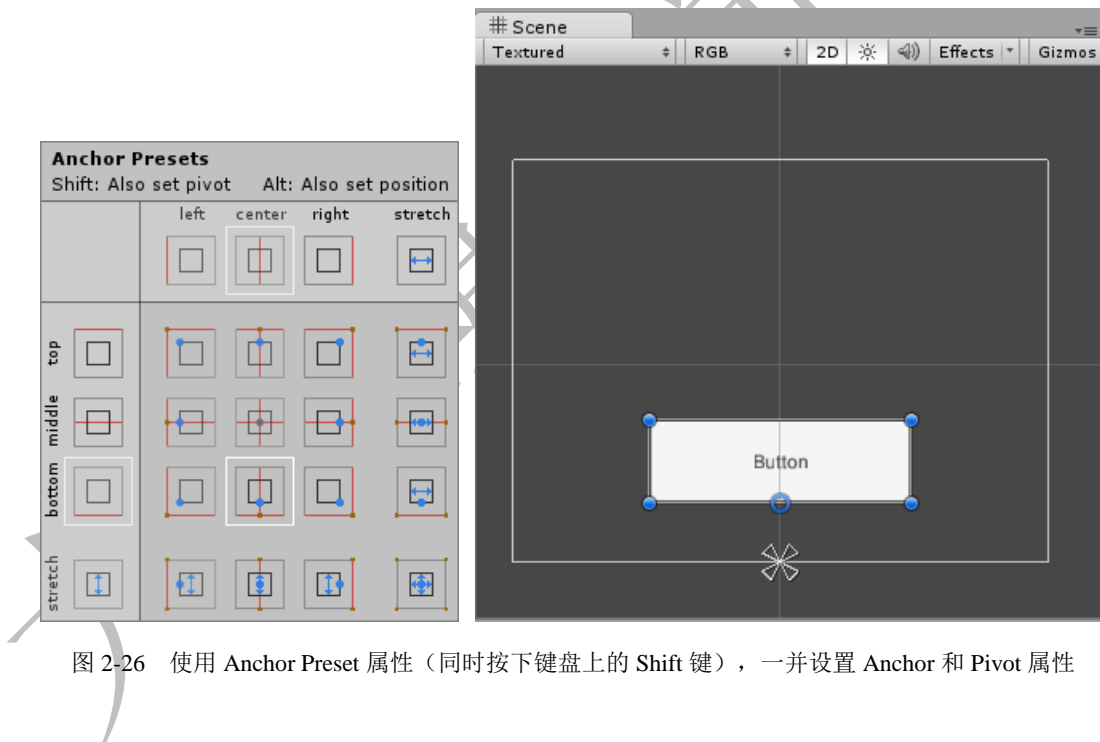 Anchor Presets
Shift: Also set pivot Alt: Also set position
left center right stretch
top
middle
bottom
stretch
# Scene
Textured RGB 2D Effects Gizmos
Button
图 2-26 使用 Anchor Preset 属性（同时按下键盘上的 Shift 键），一并设置 Anchor 和 Pivot 属性